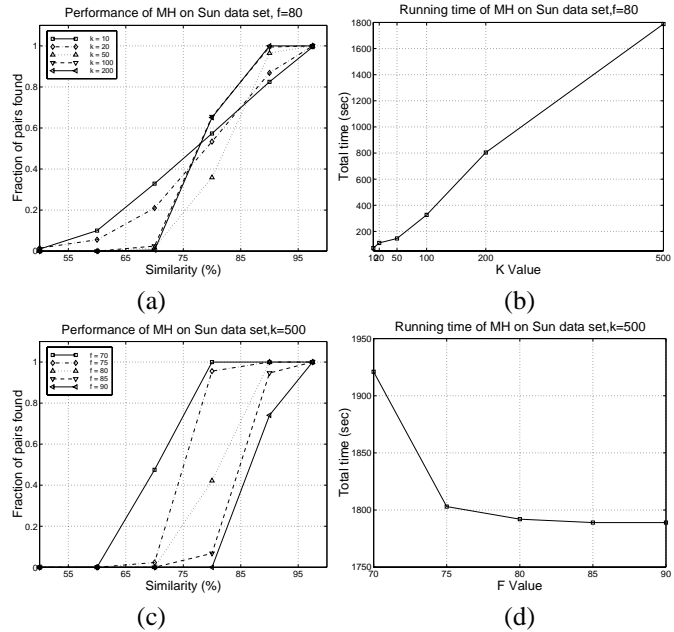 Performance of MH on Sun data set, f=80
Fraction of pairs found
1
0.8
0.6
0.4
0.2
0
k = 10
k = 20
k = 50
k = 100
k = 200
55 65 75 85 95
Similarity (%)
(a)
Running time of MH on Sun data set,f=80
Total time (sec)
1800
1600
1400
1200
1000
800
600
400
200
10 20 50 100 200 500
K Value
(b)
Performance of MH on Sun data set,k=500
Fraction of pairs found
1
0.8
0.6
0.4
0.2
0
f = 70
f = 75
f = 80
f = 85
f = 90
55 65 75 85 95
Similarity (%)
(c)
Running time of MH on Sun data set,k=500
Total time (sec)
1950
1900
1850
1800
1750
70 75 80 85 90
F Value
(d)